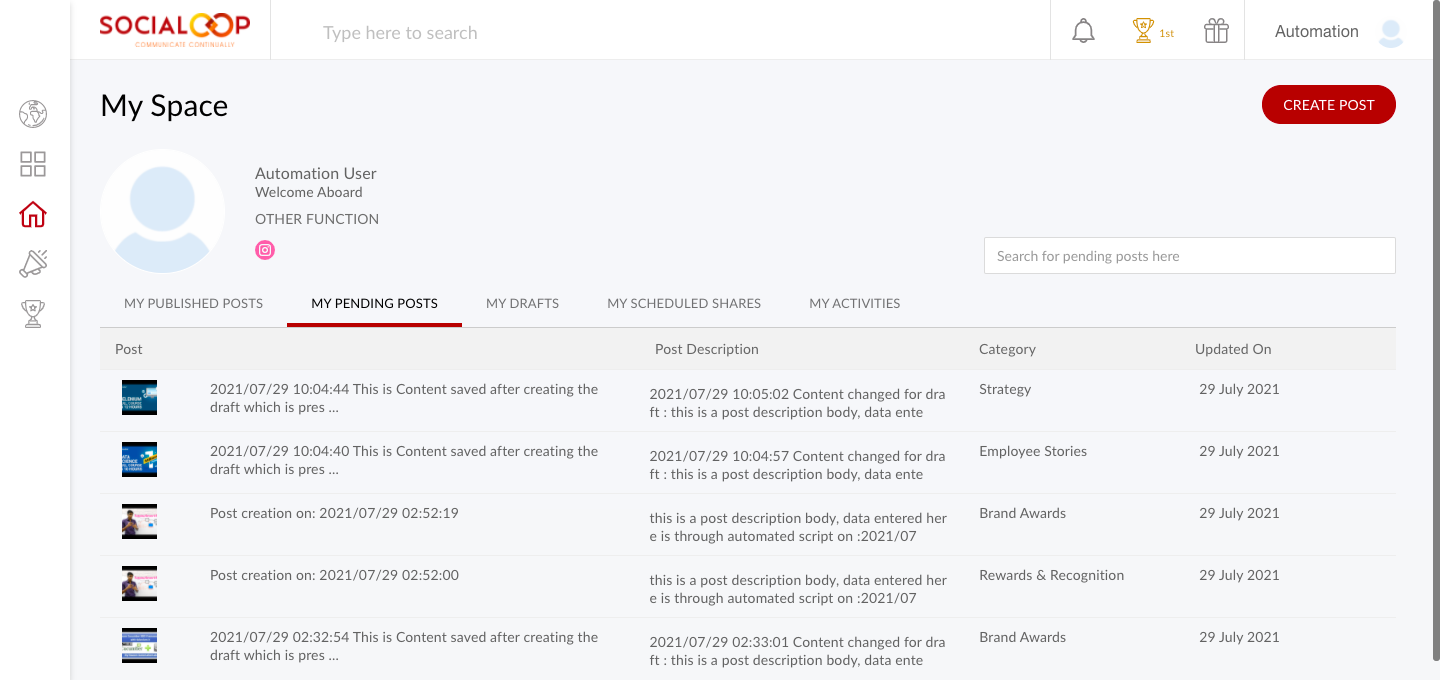 SOCIALOOP
COMMUNICATE CONTINUALLY
Type here to search
1st
Automation
My Space
CREATE POST
Automation User
Welcome Aboard
OTHER FUNCTION
Search for pending posts here
MY PUBLISHED POSTS MY PENDING POSTS MY DRAFTS MY SCHEDULED SHARES MY ACTIVITIES
Post Post Description Category Updated On
2021/07/29 10:04:44 This is Content saved after creating the
draft which is pres ...
2021/07/29 10:05:02 Content changed for dra
ft : this is a post description body, data ente
Strategy
29 July 2021
2021/07/29 10:04:40 This is Content saved after creating the
draft which is pres ...
2021/07/29 10:04:57 Content changed for dra
ft : this is a post description body, data ente
Employee Stories
29 July 2021
Post creation on: 2021/07/29 02:52:19
this is a post description body, data entered her
e is through automated script on :2021/07
Brand Awards
29 July 2021
Post creation on: 2021/07/29 02:52:00
this is a post description body, data entered her
e is through automated script on :2021/07
Rewards & Recognition
29 July 2021
2021/07/29 02:32:54 This is Content saved after creating the
draft which is pres ...
2021/07/29 02:33:01 Content changed for dra
ft : this is a post description body, data ente
Brand Awards
29 July 2021